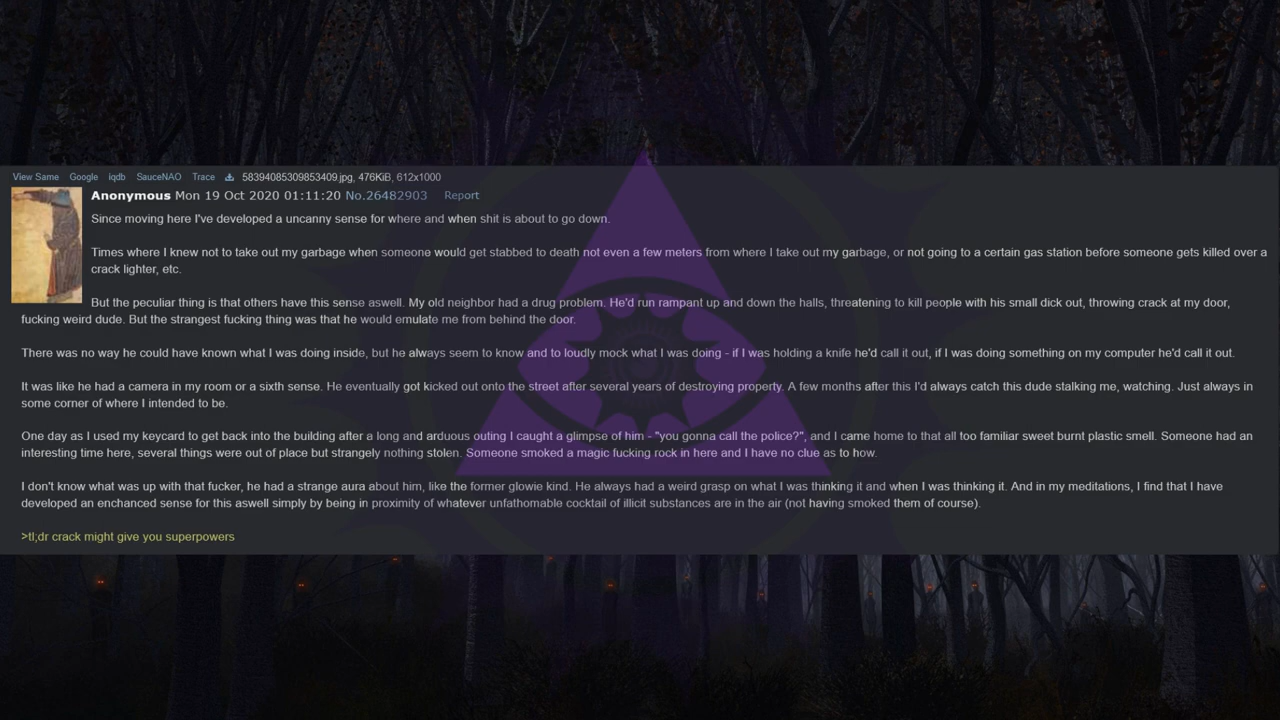 View Same Google iqdb SauceNAO Trace 58394085309853409.jpg, 476KiB, 612x1000
Anonymous Mon 19 Oct 2020 01:11:20 No.26482903 Report
Since moving here I've developed a uncanny sense for where and when shit is about to go down.
Times where I knew not to take out my garbage when someone would get stabbed to death not even a few meters from where I take out my garbage, or not going to a certain gas station before someone gets killed over a
crack lighter, etc.
But the peculiar thing is that others have this sense aswell. My old neighbor had a drug problem. He'd run rampant up and down the halls, threatening to kill people with his small dick out, throwing crack at my door,
fucking weird dude. But the strangest fucking thing was that he would emulate me from behind the door.
There was no way he could have known what I was doing inside, but he always seem to know and to loudly mock what I was doing - if I was holding a knife he'd call it out, if I was doing something on my computer he'd call it out.
It was like he had a camera in my room or a sixth sense. He eventually got kicked out onto the street after several years of destroying property. A few months after this I'd always catch this dude stalking me, watching. Just always in
some corner of where I intended to be.
One day as I used my keycard to get back into the building after a long and arduous outing I caught a glimpse of him - "you gonna call the police?", and I came home to that all too familiar sweet burnt plastic smell. Someone had an
interesting time here, several things were out of place but strangely nothing stolen. Someone smoked a magic fucking rock in here and I have no clue as to how.
I don't know what was up with that fucker, he had a strange aura about him, like the former glowie kind. He always had a weird grasp on what I was thinking it and when I was thinking it. And in my meditations, I find that I have
developed an enchanced sense for this aswell simply by being in proximity of whatever unfathomable cocktail of illicit substances are in the air (not having smoked them of course).
>tl;dr crack might give you superpowers